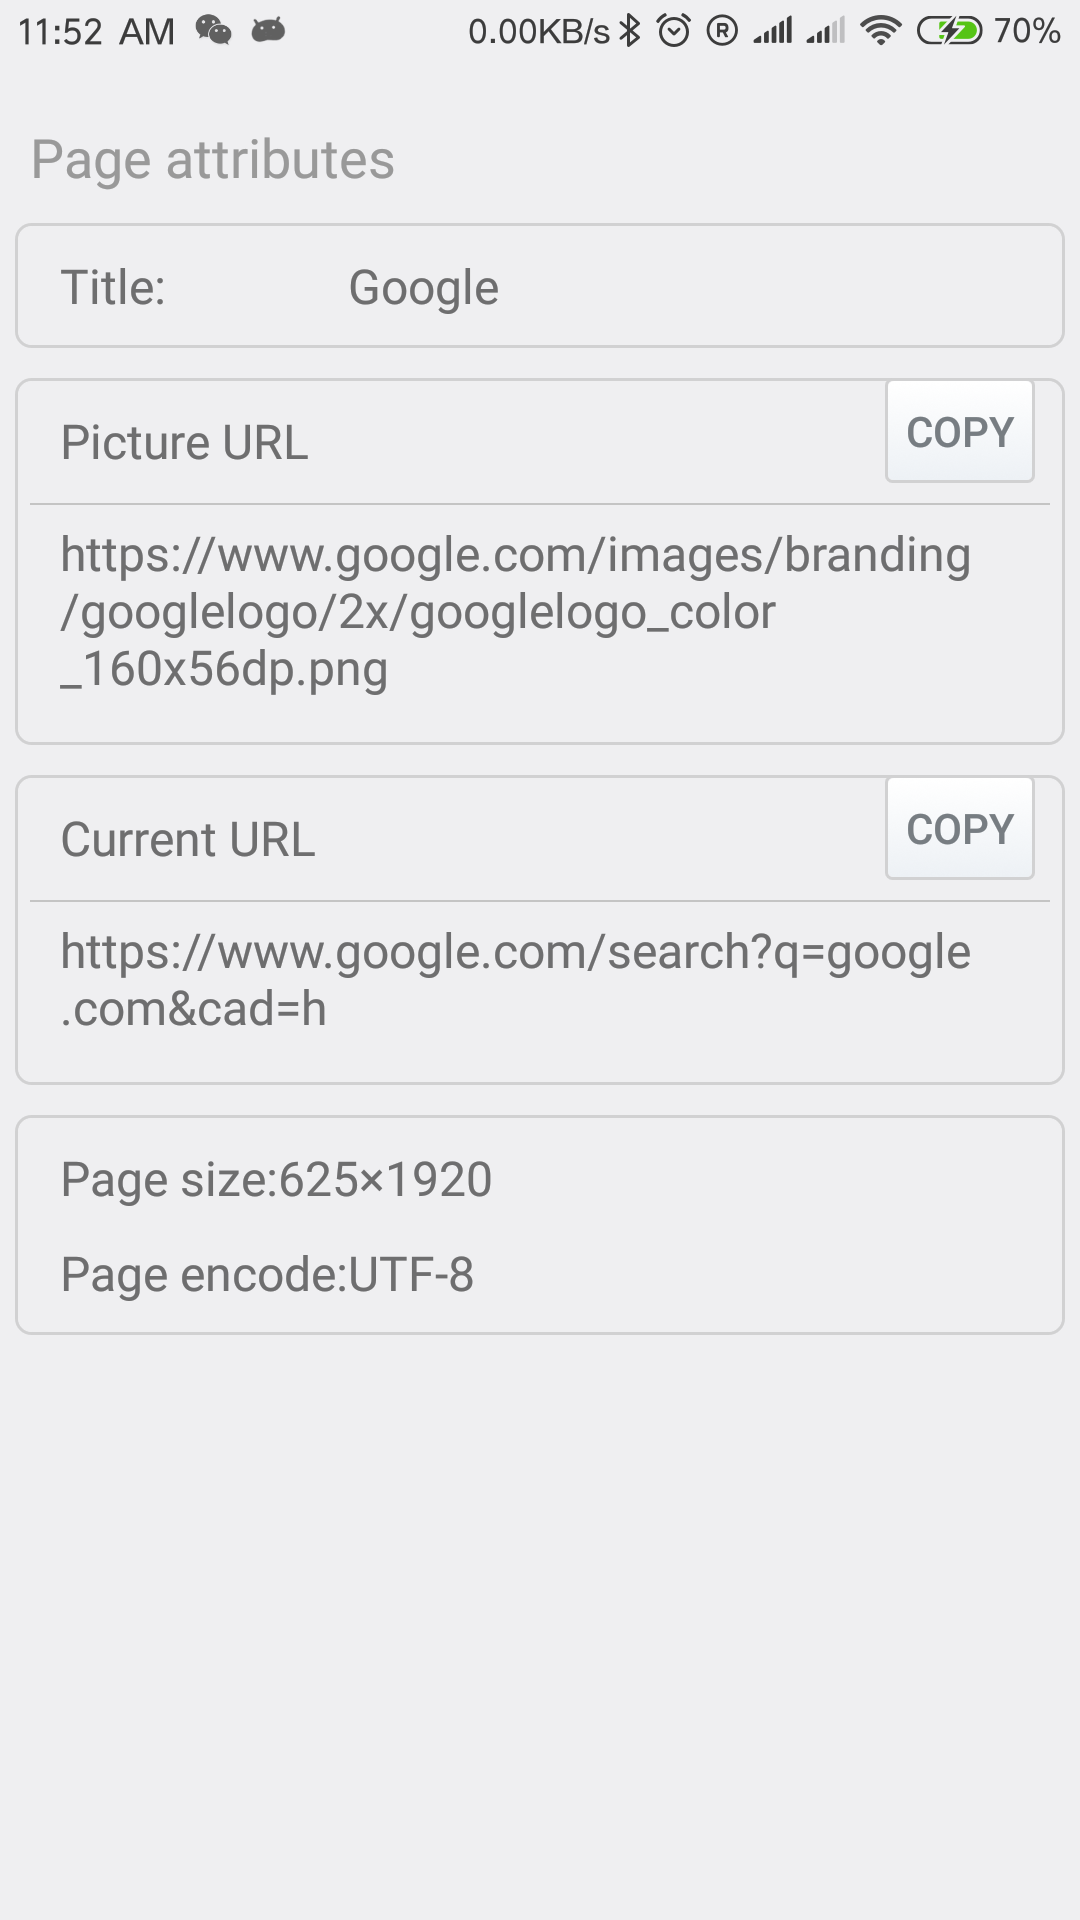 11:52 AM 0.00KB/s 70%
Page attributes
Title: Google
Picture URL COPY
https://www.google.com/images/branding
/googlelogo/2x/googlelogo_color
_160x56dp.png
Current URL COPY
https://www.google.com/search?q=google
.com&cad=h
Page size:625×1920
Page encode:UTF-8